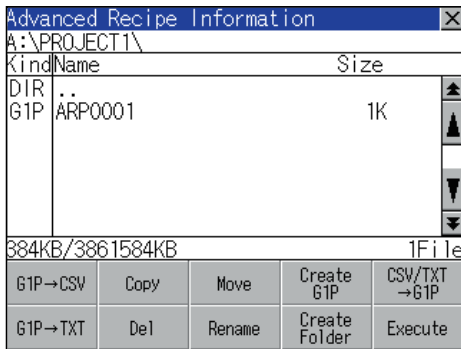 Advanced Recipe Information
A:\PROJECT1\
Kind Name Size
DIR ..
G1P ARP0001 1K
384KB/3861584KB 1File
G1P→CSV Copy Move Create G1P CSV/TXT →G1P
G1P→TXT Del Rename Create Folder Execute